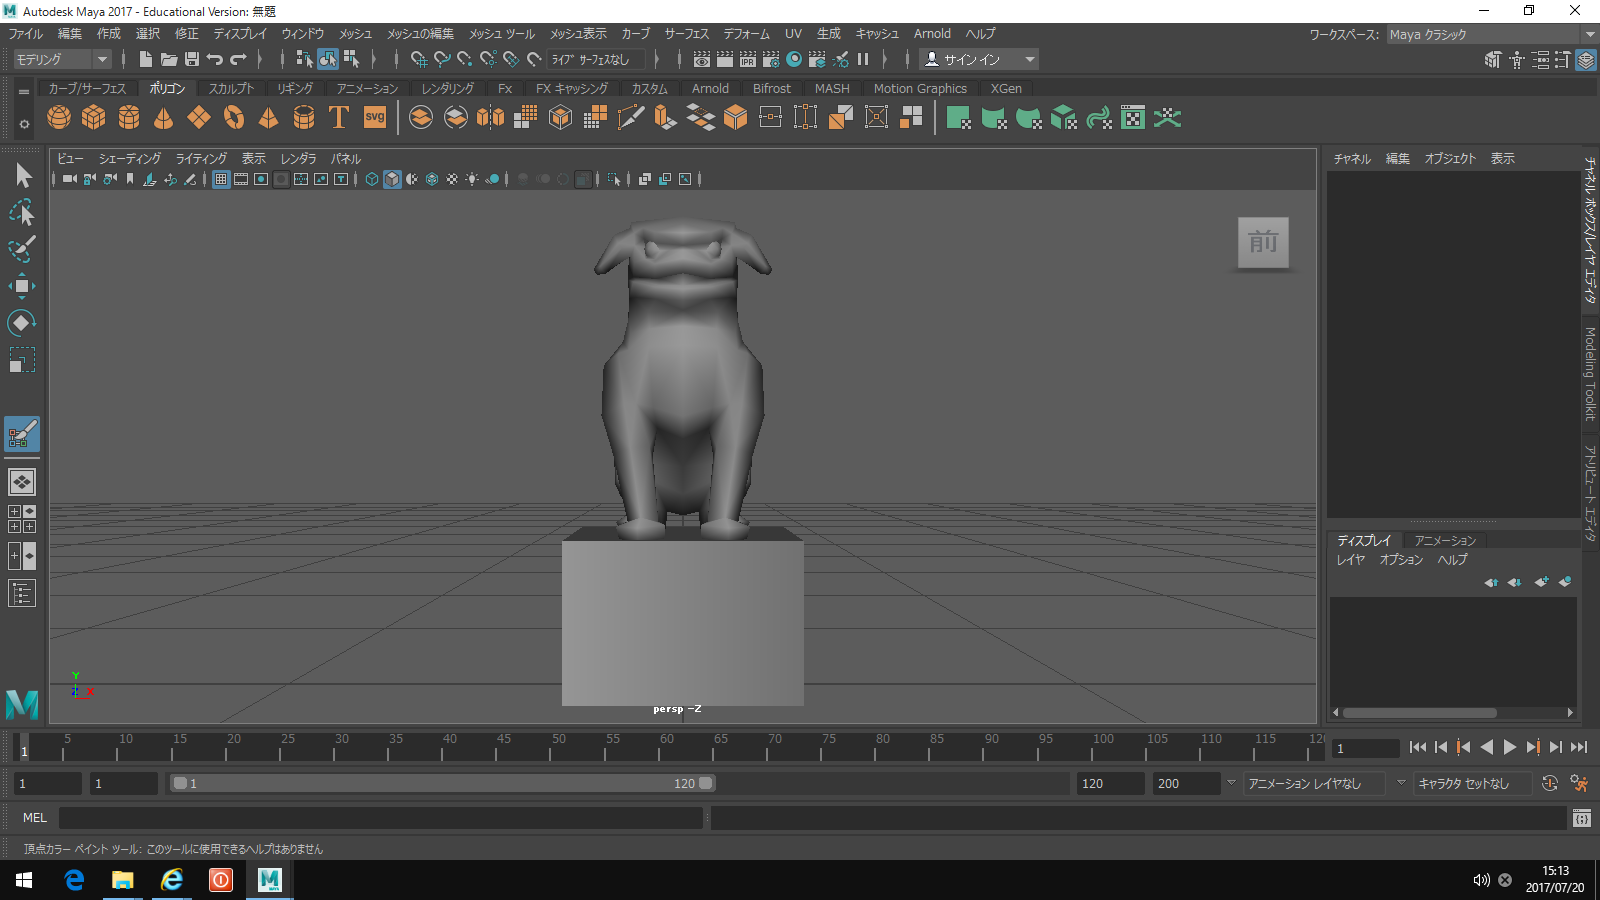 Autodesk Maya 2017 - Educational Version: 無題
ファイル 編集 作成 選択 修正 ディスプレイ ウィンドウ メッシュ メッシュの編集 メッシュ ツール メッシュ表示 カーブ サーフェス デフォーム UV 生成 キャッシュ Arnold ヘルプ
ワークスペース: Maya クラシック
モデリング
ライブ サーフェスなし
サイン イン
カーブ/サーフェス ポリゴン スカルプト リギング アニメーション レンダリング Fx FX キャッシング カスタム Arnold Bifrost MASH Motion Graphics XGen
T svg
IPR
ビュー シェーディング ライティング 表示 レンダラ パネル
前
チャネル 編集 オブジェクト 表示
チャネル ボックス/レイヤ エディタ
Modeling Toolkit
アトリビュート エディタ
ディスプレイ アニメーション
レイヤ オプション ヘルプ
Y
Z X
persp -Z
1 5 10 15 20 25 30 35 40 45 50 55 60 65 70 75 80 85 90 95 100 105 110 115 12
1
1 1 1 120 120 200 アニメーション レイヤなし キャラクタ セットなし
MEL
頂点カラー ペイント ツール: このツールに使用できるヘルプはありません
M
MAYA
15:13
2017/07/20